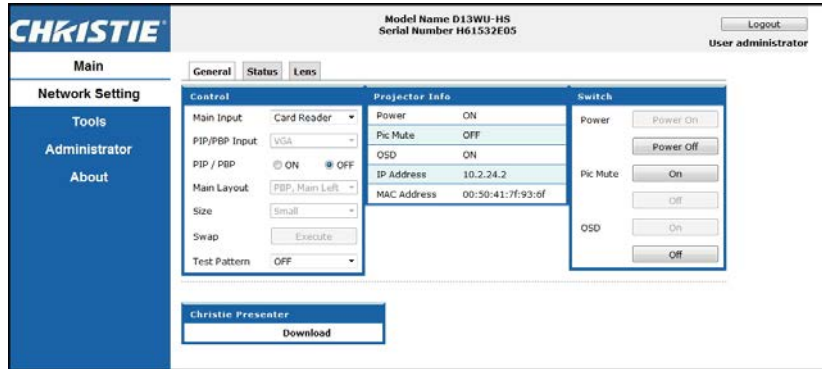 CHRISTIE
Model Name D13WU-HS
Serial Number H61532E05
Logout
User administrator
Main
Network Setting
Tools
Administrator
About
General Status Lens
Control
Main Input Card Reader
PIP/PBP Input VGA
PIP / PBP ON OFF
Main Layout PBP, Main Left
Size Small
Swap Execute
Test Pattern OFF
Projector Info
Power ON
Pic Mute OFF
OSD ON
IP Address 10.2.24.2
MAC Address 00:50:41:7f:93:6f
Switch
Power Power On
Power Off
Pic Mute On
Off
OSD On
Off
Christie Presenter
Download